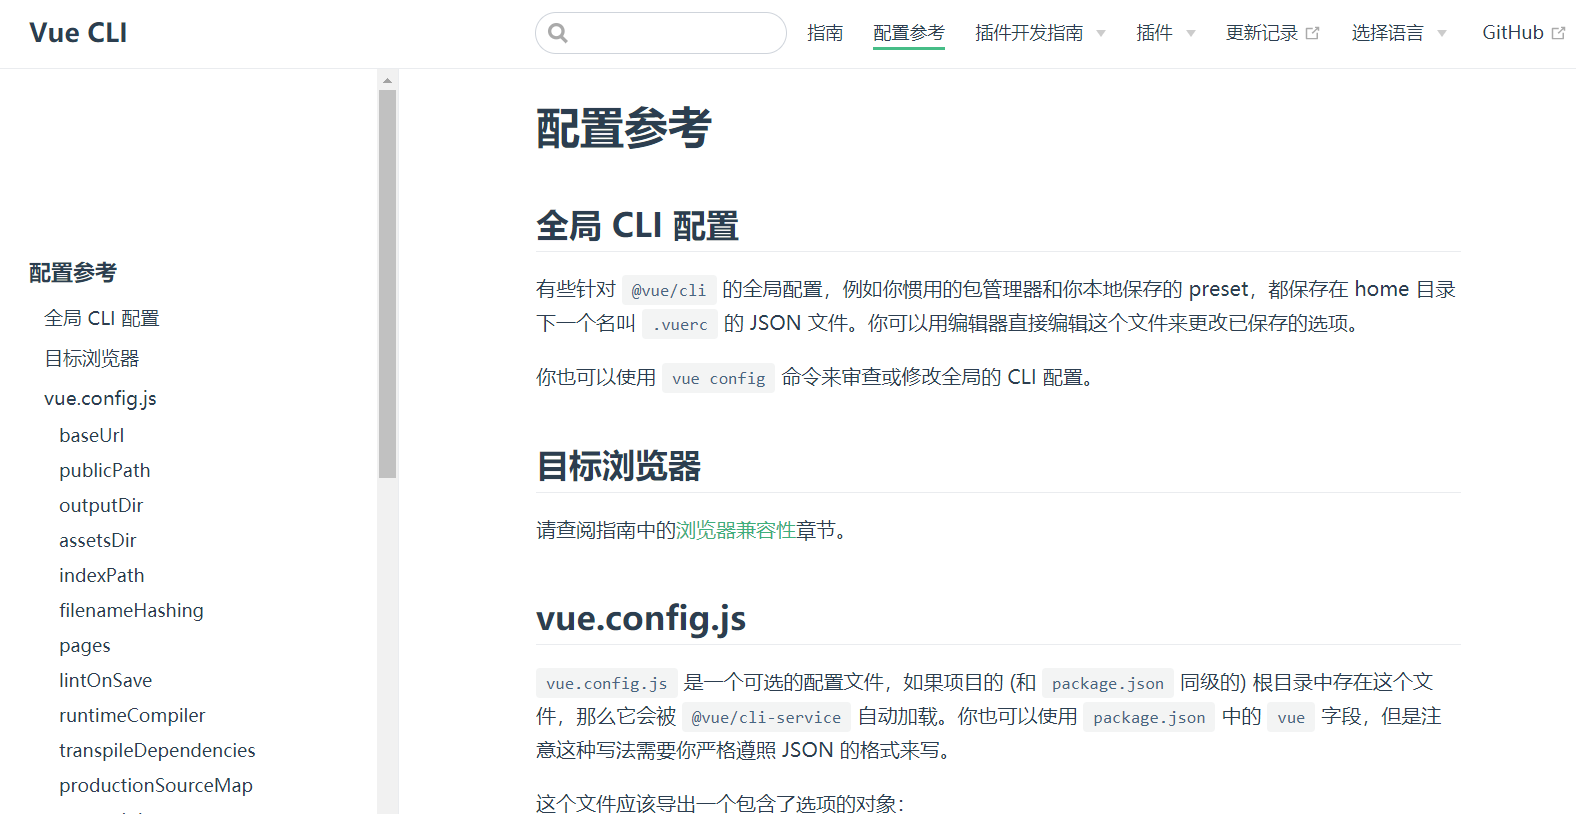 Vue CLI
指南
配置参考
插件开发指南
插件
更新记录
选择语言
GitHub
配置参考
全局 CLI 配置
目标浏览器
vue.config.js
baseUrl
publicPath
outputDir
assetsDir
indexPath
filenameHashing
pages
lintOnSave
runtimeCompiler
transpileDependencies
productionSourceMap
配置参考
全局 CLI 配置
有些针对 @vue/cli 的全局配置，例如你惯用的包管理器和你本地保存的 preset，都保存在 home 目录
下一个名叫 .vuerc 的 JSON 文件。你可以用编辑器直接编辑这个文件来更改已保存的选项。
你也可以使用 vue config 命令来审查或修改全局的 CLI 配置。
目标浏览器
请查阅指南中的浏览器兼容性章节。
vue.config.js
vue.config.js 是一个可选的配置文件，如果项目的 (和 package.json 同级的) 根目录中存在这个文
件，那么它会被 @vue/cli-service 自动加载。你也可以使用 package.json 中的 vue 字段，但是注
意这种写法需要你严格遵照 JSON 的格式来写。
这个文件应该导出一个包含了选项的对象：